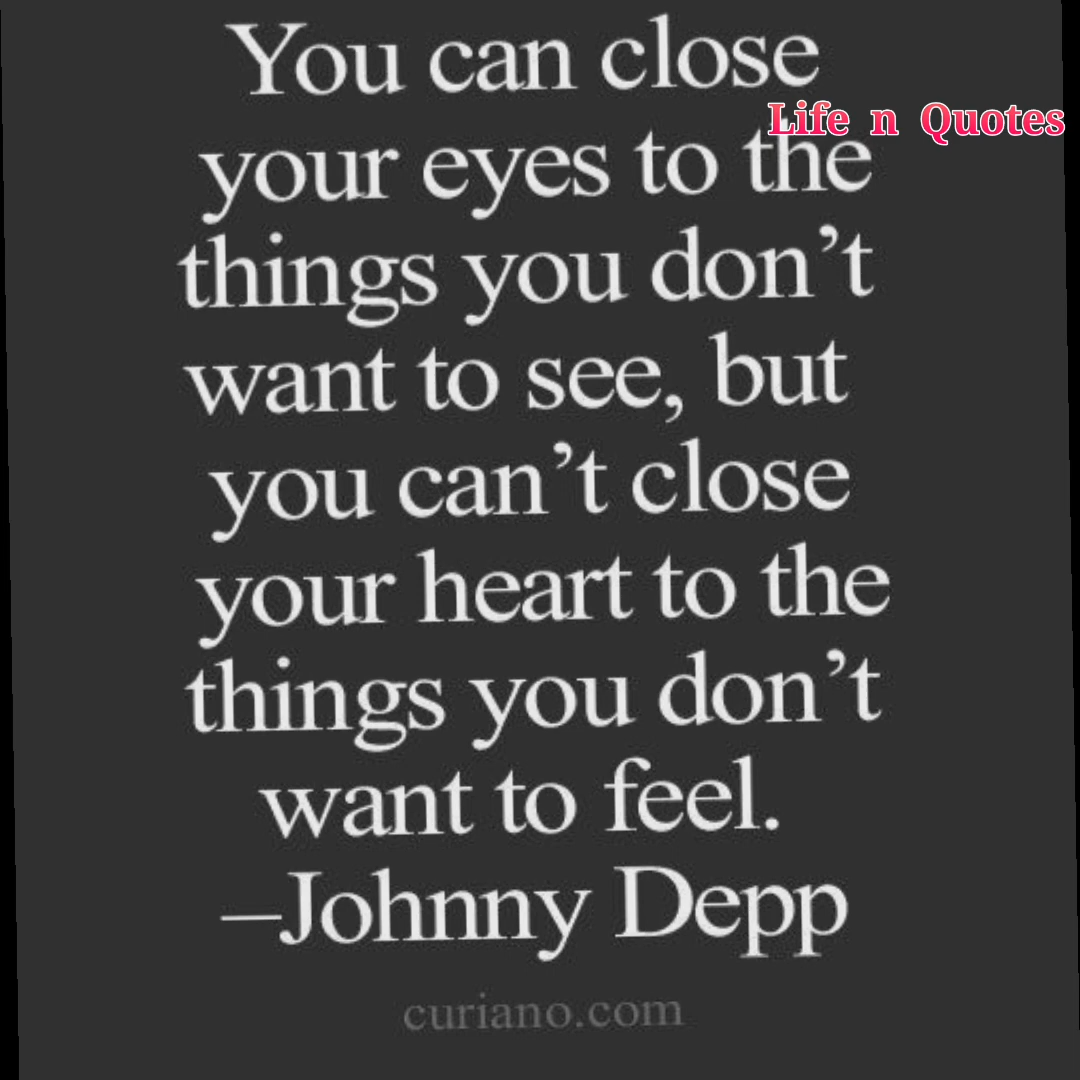 You can close
Life n Quotes
your eyes to the
things you don’t
want to see, but
you can’t close
your heart to the
things you don’t
want to feel.
–Johnny Depp
curiano.com